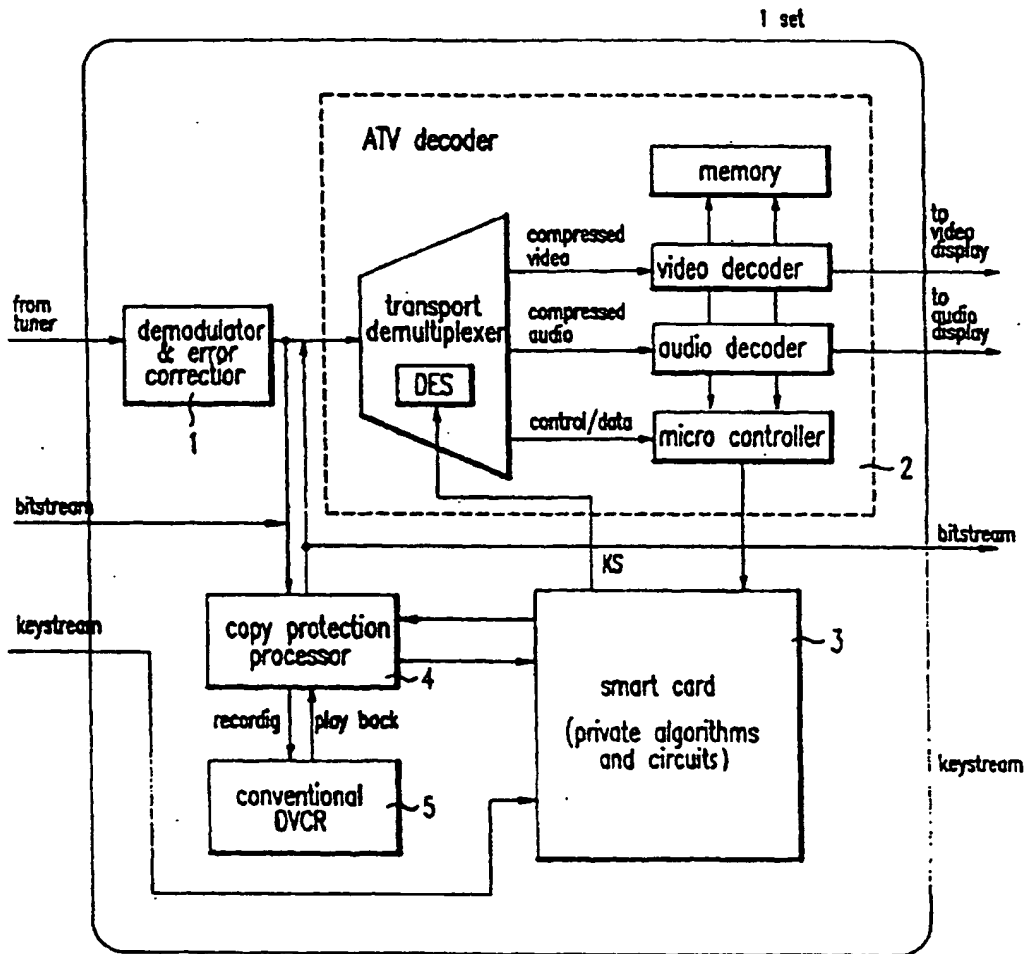 1 set
ATV decoder
memory
compressed
video
video decoder
to
video
display
from
tuner
demodulator
& error
correctior
1
transport
demultiplexer
DES
compressed
audio
audio decoder
to
audio
display
control/data
micro controller
2
bitstream
bitstream
KS
keystream
copy protection
processor
4
smart card
(private algorithms
and circuits)
3
recordig
play back
conventional
DVCR
5
keystream